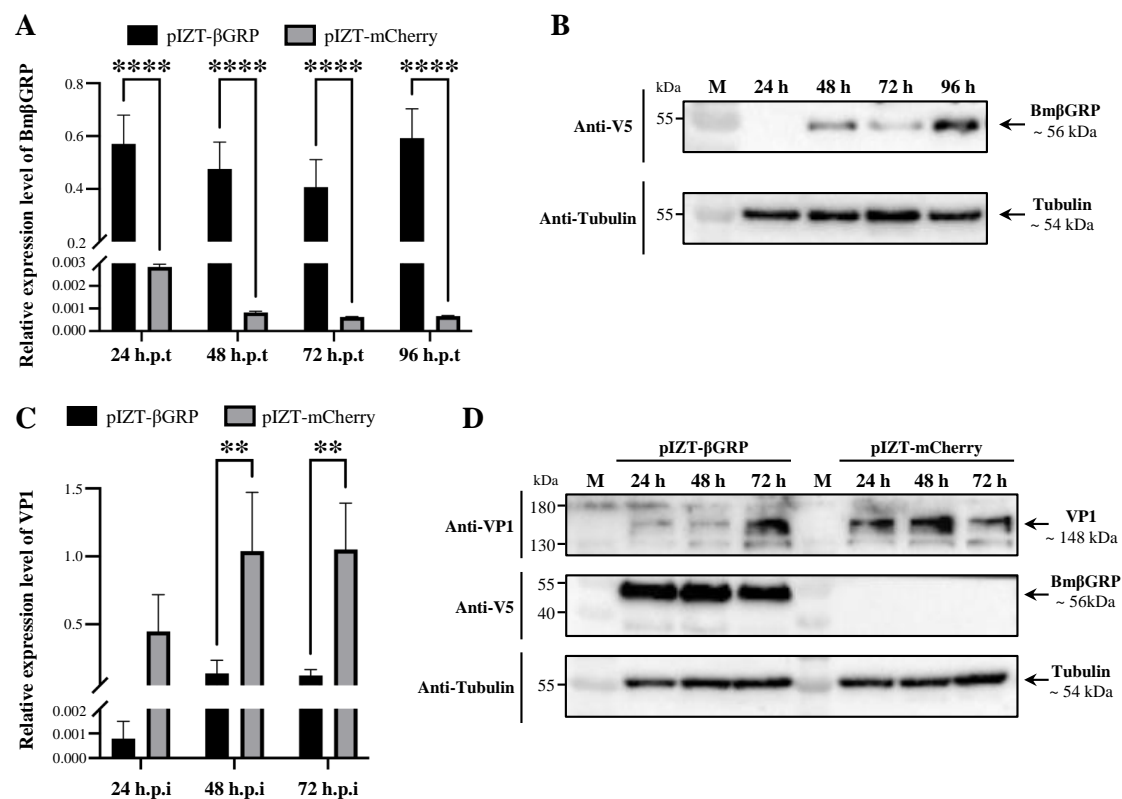 A
pIZT-βGRP pIZT-mCherry
Relative expression level of BmβGRP
**** **** **** ****
0.8
0.6
0.4
0.2
0.003
0.002
0.001
0.000
24 h.p.t 48 h.p.t 72 h.p.t 96 h.p.t
B
kDa M 24 h 48 h 72 h 96 h
Anti-V5 55 BmβGRP
~ 56 kDa
Anti-Tubulin 55 Tubulin
~ 54 kDa
C
pIZT-βGRP pIZT-mCherry
Relative expression level of VP1
** **
1.5
1.0
0.5
0.002
0.001
0.000
24 h.p.i 48 h.p.i 72 h.p.i
D
pIZT-βGRP pIZT-mCherry
kDa M 24 h 48 h 72 h M 24 h 48 h 72 h
180
Anti-VP1 VP1
~ 148 kDa
130
55 BmβGRP
Anti-V5 ~ 56kDa
40
Anti-Tubulin 55 Tubulin
~ 54 kDa